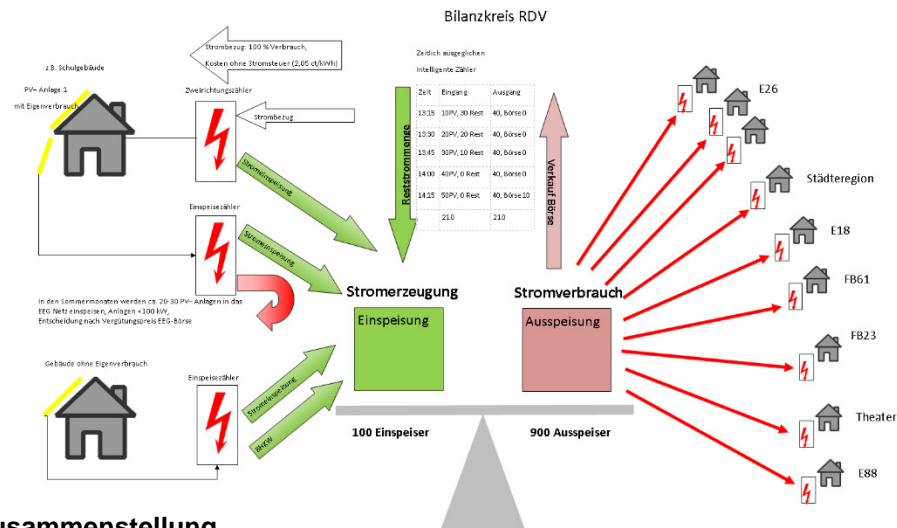 Bilanzkreis RDV
Strombezug: 100 % Verbrauch,
Kosten ohne Stromsteuer (2,05 ct/kWh)
z.B. Schulgebäude
PV- Anlage 1
mit Eigenverbrauch
Zweirichtungszähler
Strombezug
Stromeinspeisung
Einspeisezähler
Stromeinspeisung
In den Sommermonaten werden ca. 20-30 PV- Anlagen in das
EEG Netz einspeisen, Anlagen <100 kW,
Entscheidung nach Vergütungspreis EEG-Börse
Gebäude ohne Eigenverbrauch
Einspeisezähler
Stromeinspeisung
BHKW
Zeitlich ausgeglichen
Intelligente Zähler
Zeit Eingang Ausgang
13:15 10PV, 30 Rest 40, Börse 0
13:30 20PV, 20 Rest 40, Börse 0
13:45 30PV, 10 Rest 40, Börse 0
14:00 40PV, 0 Rest 40, Börse 0
14:15 50PV, 0 Rest 40, Börse 10
210 210
Reststrommenge
Verkauf Börse
Stromerzeugung
Einspeisung
100 Einspeiser
Stromverbrauch
Ausspeisung
900 Ausspeiser
E26
Städteregion
E18
FB61
FB23
Theater
E88
usammenstellung